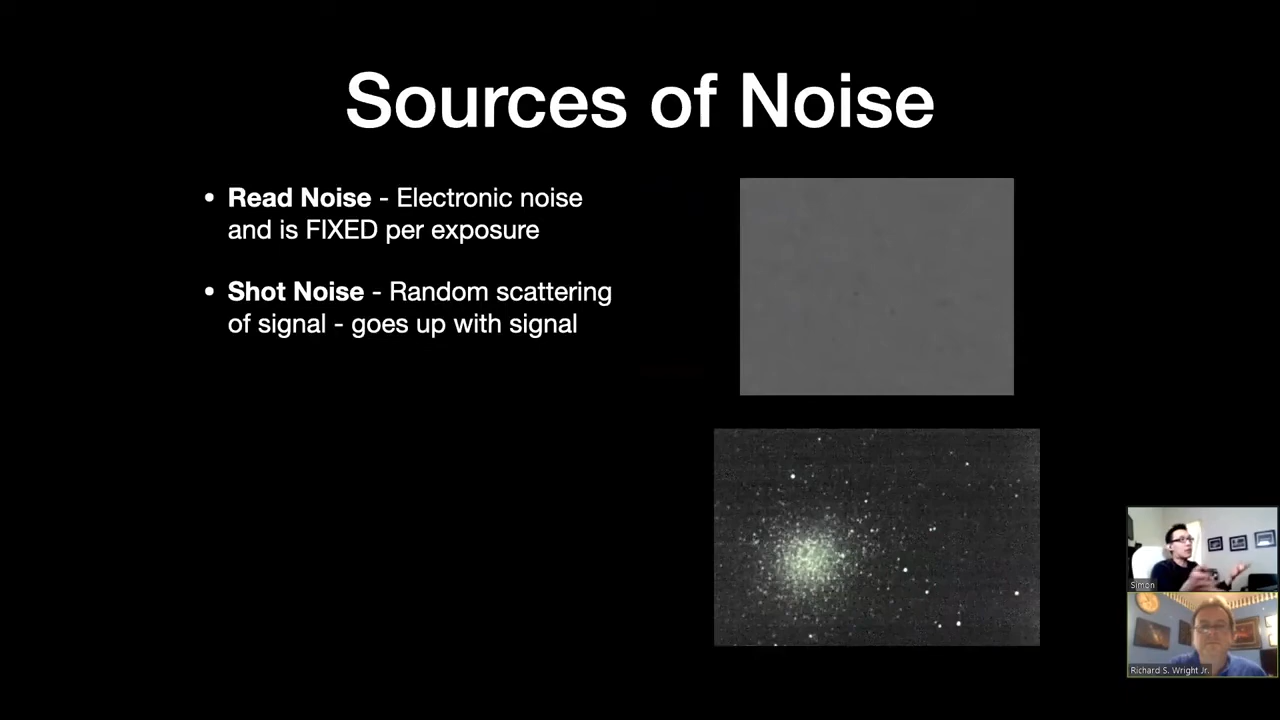 Sources of Noise
• Read Noise - Electronic noise
and is FIXED per exposure
• Shot Noise - Random scattering
of signal - goes up with signal
Simon
Richard S. Wright Jr.